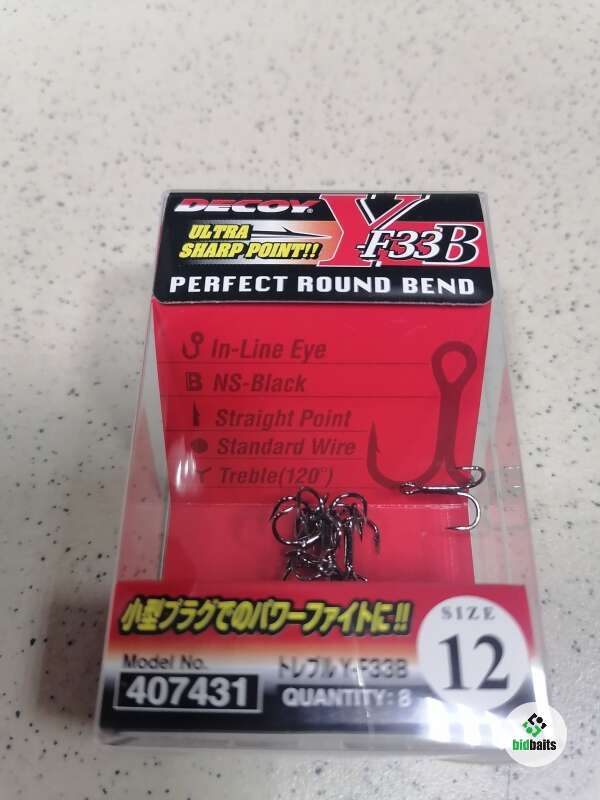 DECOY®
ULTRA
SHARP POINT!!
Y-F33B
PERFECT ROUND BEND
In-Line Eye
B NS-Black
Straight Point
Standard Wire
Treble(120°)
小型プラグでのパワーファイトに!!
Model No.
407431
トレブルY-F33B
QUANTITY:8
SIZE
12
bidbaits